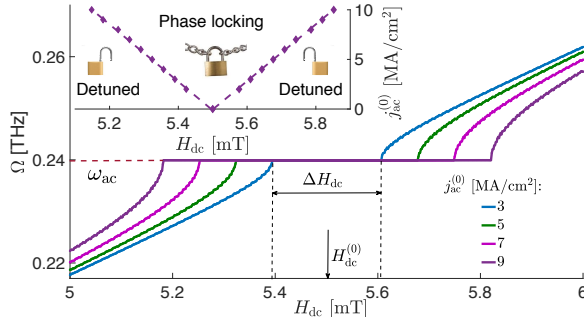 Phase locking
Detuned
Detuned
10
5
0
j_ac^(0) [MA/cm²]
5.2
5.4
5.6
5.8
H_dc [mT]
0.26
0.24
0.22
Ω [THz]
ω_ac
ΔH_dc
H_dc^(0)
j_ac^(0) [MA/cm²]:
3
5
7
9
5
5.2
5.4
5.6
5.8
6
H_dc [mT]